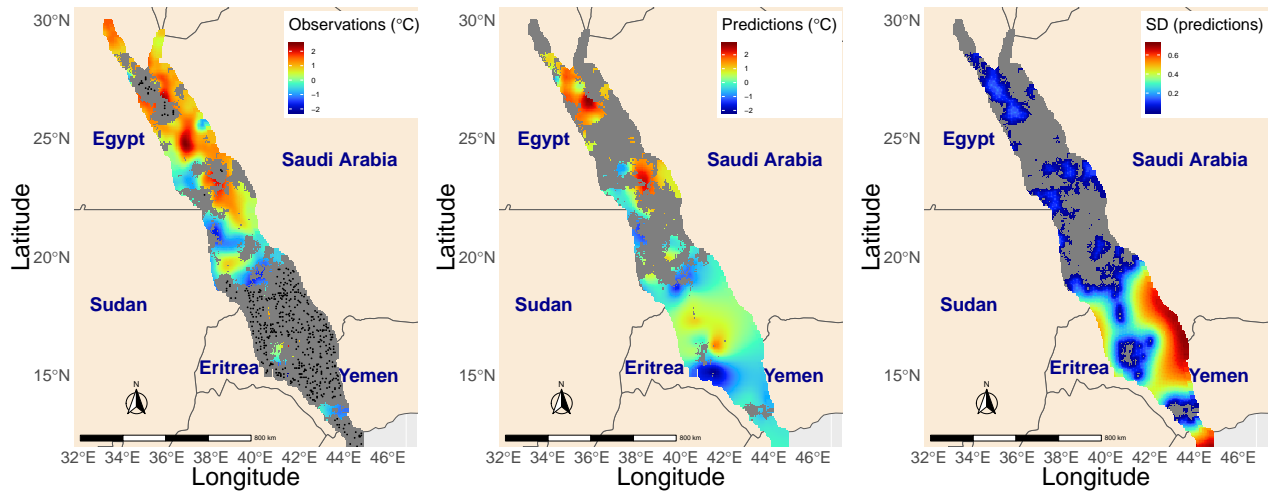 Observations (°C)
2
1
0
−1
−2
30°N
25°N
20°N
15°N
Latitude
Egypt
Saudi Arabia
Sudan
Eritrea
Yemen
N
800 km
32°E 34°E 36°E 38°E 40°E 42°E 44°E 46°E
Longitude
Predictions (°C)
2
1
0
−1
−2
30°N
25°N
20°N
15°N
Latitude
Egypt
Saudi Arabia
Sudan
Eritrea
Yemen
N
800 km
32°E 34°E 36°E 38°E 40°E 42°E 44°E 46°E
Longitude
SD (predictions)
0.6
0.4
0.2
30°N
25°N
20°N
15°N
Latitude
Egypt
Saudi Arabia
Sudan
Eritrea
Yemen
N
800 km
32°E 34°E 36°E 38°E 40°E 42°E 44°E 46°E
Longitude